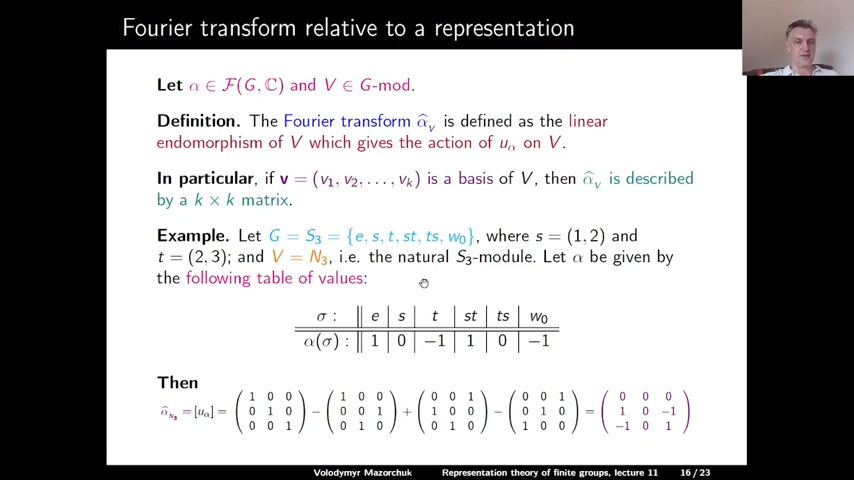 Fourier transform relative to a representation
Let α ∈ F(G, ℂ) and V ∈ G-mod.
Definition. The Fourier transform α̂_V is defined as the linear
endomorphism of V which gives the action of u_α on V.
In particular, if v = (v₁, v₂, . . . , vₖ) is a basis of V, then α̂_V is described
by a k × k matrix.
Example. Let G = S₃ = {e, s, t, st, ts, w₀}, where s = (1, 2) and
t = (2, 3); and V = N₃, i.e. the natural S₃-module. Let α be given by
the following table of values:
σ : e s t st ts w₀
α(σ) : 1 0 −1 1 0 −1
Then
1 0 0 1 0 0 0 0 1 0 0 1 0 0 0
α̂_N₃ = [u_α] = 0 1 0 − 0 0 1 + 1 0 0 − 0 1 0 = 1 0 −1
0 0 1 0 1 0 0 1 0 1 0 0 −1 0 1
Volodymyr Mazorchuk Representation theory of finite groups, lecture 11 16 / 23